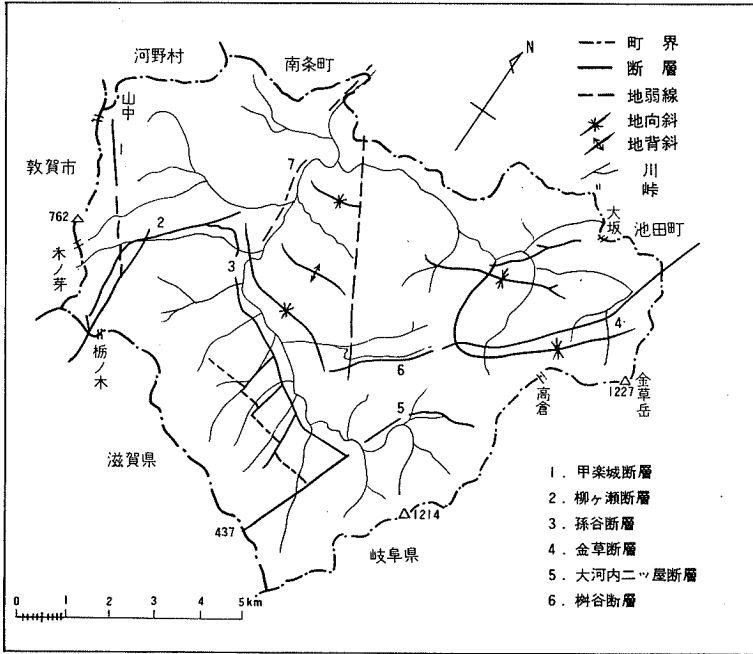 河野村
南条町
N
町界
断層
地弱線
地向斜
地背斜
川
峠
山中
1
敦賀市
7
762
2
木ノ芽
3
大坂
池田町
4
栃ノ木
6
高倉
1227
金草岳
5
滋賀県
437
1214
岐阜県
1. 甲楽城断層
2. 柳ヶ瀬断層
3. 孫谷断層
4. 金草断層
5. 大河内二ッ屋断層
6. 桝谷断層
0 1 2 3 4 5km